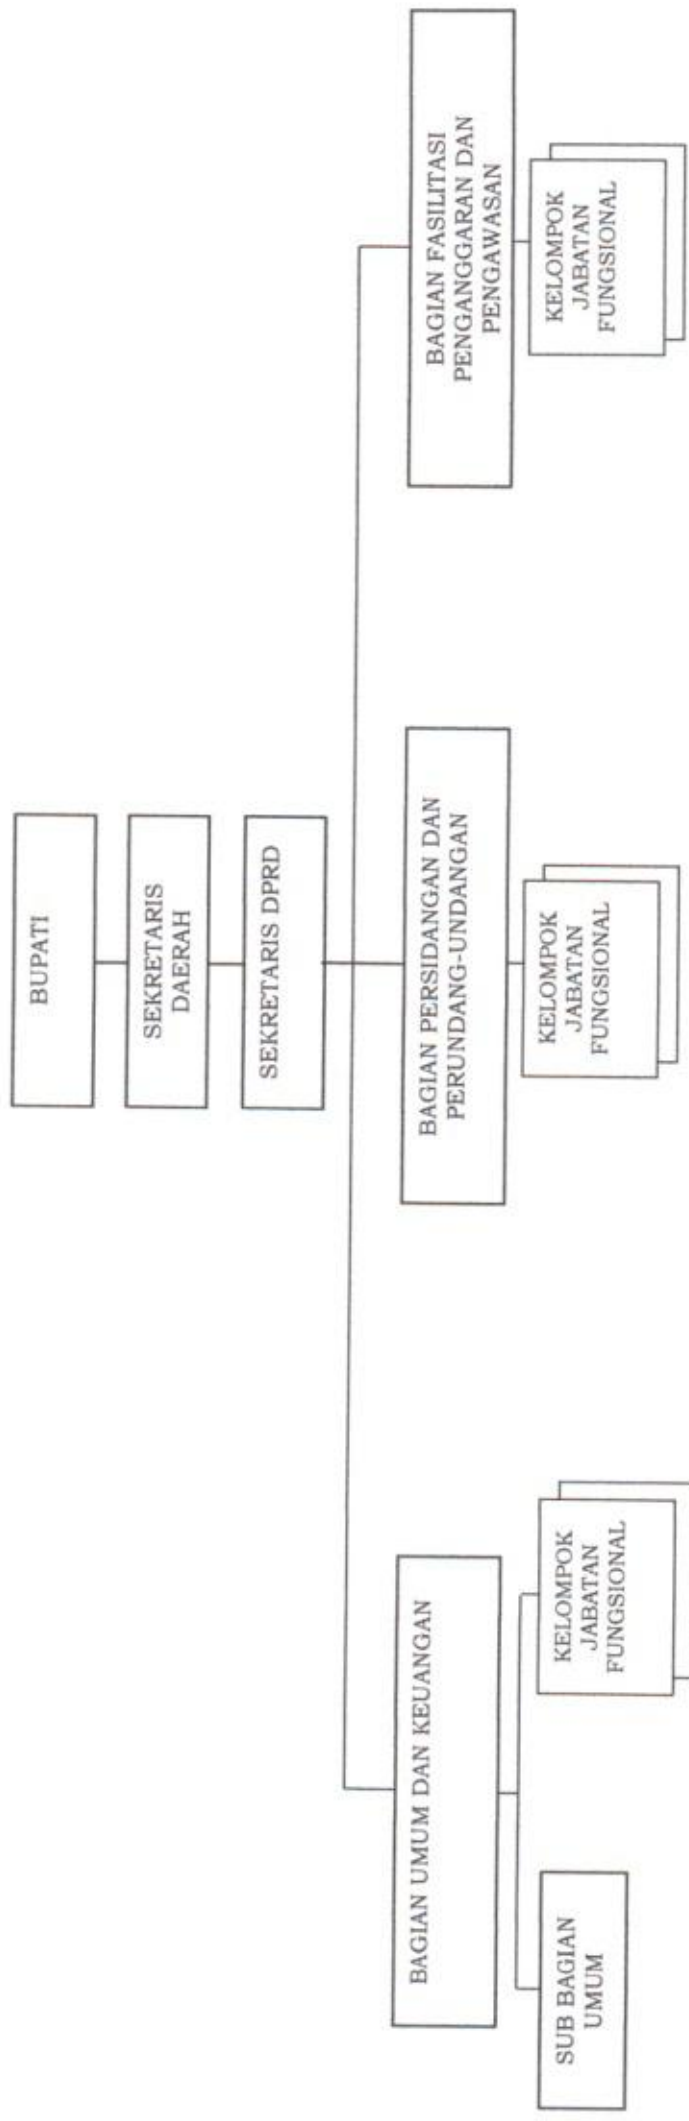 BUPATI
SEKRETARIS
DAERAH
SEKRETARIS DPRD
BAGIAN UMUM DAN KEUANGAN
BAGIAN PERSIDANGAN DAN
PERUNDANG-UNDANGAN
BAGIAN FASILITASI
PENGANGGARAN DAN
PENGAWASAN
SUB BAGIAN
UMUM
KELOMPOK
JABATAN
FUNGSIONAL
KELOMPOK
JABATAN
FUNGSIONAL
KELOMPOK
JABATAN
FUNGSIONAL